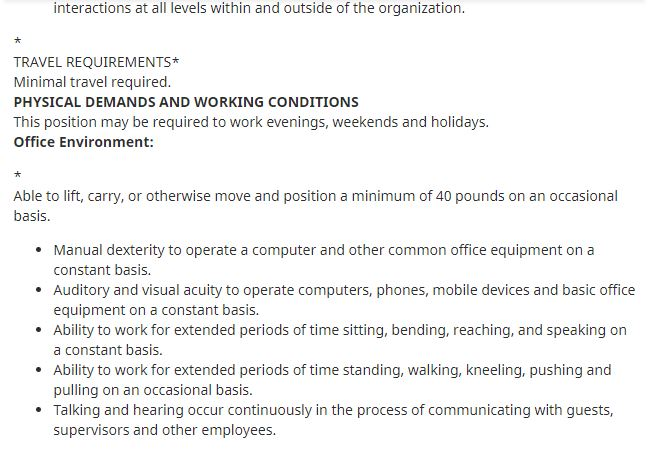 interactions at all levels within and outside of the organization.
*
TRAVEL REQUIREMENTS*
Minimal travel required.
PHYSICAL DEMANDS AND WORKING CONDITIONS
This position may be required to work evenings, weekends and holidays.
Office Environment:
*
Able to lift, carry, or otherwise move and position a minimum of 40 pounds on an occasional
basis.
• Manual dexterity to operate a computer and other common office equipment on a
constant basis.
• Auditory and visual acuity to operate computers, phones, mobile devices and basic office
equipment on a constant basis.
• Ability to work for extended periods of time sitting, bending, reaching, and speaking on
a constant basis.
• Ability to work for extended periods of time standing, walking, kneeling, pushing and
pulling on an occasional basis.
• Talking and hearing occur continuously in the process of communicating with guests,
supervisors and other employees.